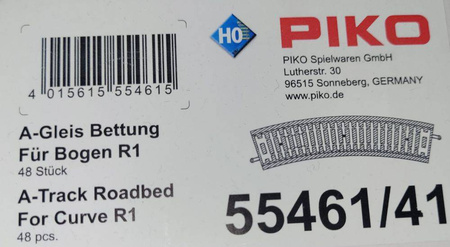 HO
PIKO
PIKO Spielwaren GmbH
Lutherstr. 30
96515 Sonneberg, GERMANY
www.piko.de
4 015615 554615
A-Gleis Bettung
Für Bogen R1
48 Stück
A-Track Roadbed
For Curve R1
48 pcs.
55461/41